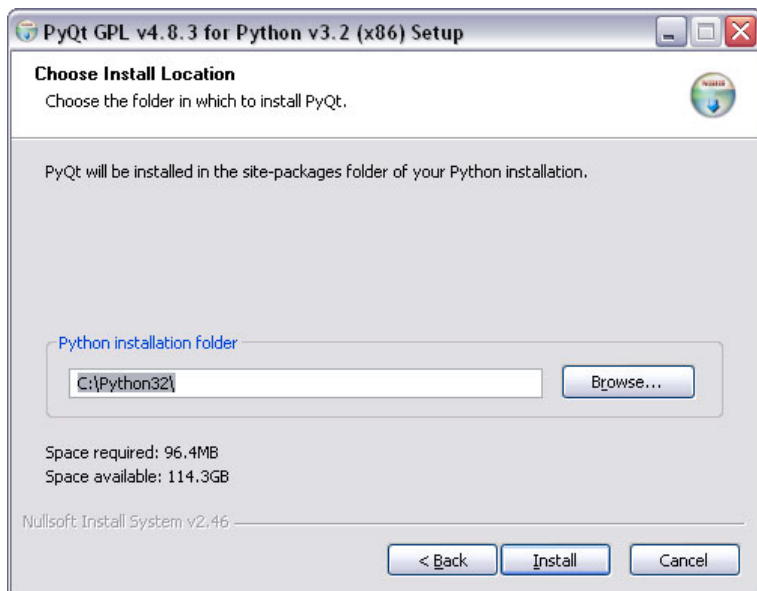 PyQt GPL v4.8.3 for Python v3.2 (x86) Setup
Choose Install Location
Choose the folder in which to install PyQt.
PyQt will be installed in the site-packages folder of your Python installation.
Python installation folder
C:\Python32\
Browse...
Space required: 96.4MB
Space available: 114.3GB
Nullsoft Install System v2.46
< Back
Install
Cancel